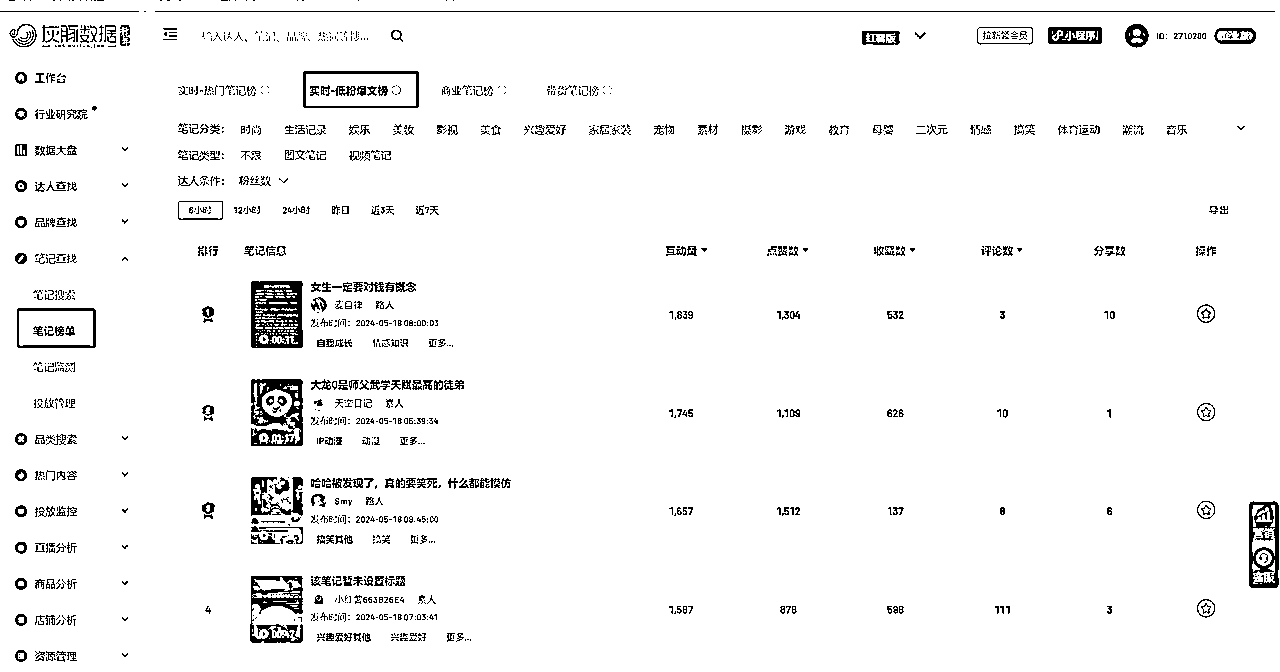 灰豚数据
输入达人、笔记、品牌、热词连搜...
红薯版
拉新送会员
小程序
ID: 2710200
工作台
行业研究院
数据大盘
达人查找
品牌查找
笔记查找
笔记搜索
笔记榜单
笔记监测
投放管理
品类搜索
热门内容
投放监控
直播分析
商品分析
店铺分析
资源管理
实时-热门笔记榜 实时-低粉爆文榜 商业笔记榜 带货笔记榜
笔记分类: 时尚 生活记录 娱乐 美妆 影视 美食 兴趣爱好 家居家装 宠物 素材 摄影 游戏 教育 母婴 二次元 情感 搞笑 体育运动 潮流 音乐
笔记类型: 不限 图文笔记 视频笔记
达人条件: 粉丝数
6小时 12小时 24小时 昨日 近3天 近7天 导出
排行 笔记信息 互动量 点赞数 收藏数 评论数 分享数 操作
女生一定要对钱有概念
麦自律 路人
发布时间: 2024-05-18 08:00:03
自我成长 情感知识 更多...
1,839 1,304 532 3 10
大龙0是师父武学天赋最高的徒弟
天空日记 素人
发布时间: 2024-05-18 06:39:34
IP动漫 动漫 更多...
1,745 1,109 626 10 1
哈哈被发现了，真的要笑死，什么都能模仿
Smy 路人
发布时间: 2024-05-18 09:45:00
搞笑其他 搞笑 更多...
1,657 1,512 137 8 6
4
该笔记暂未设置标题
小红薯663B26E4 素人
发布时间: 2024-05-18 07:03:41
兴趣爱好其他 兴趣爱好 更多...
1,587 878 598 111 3
客服